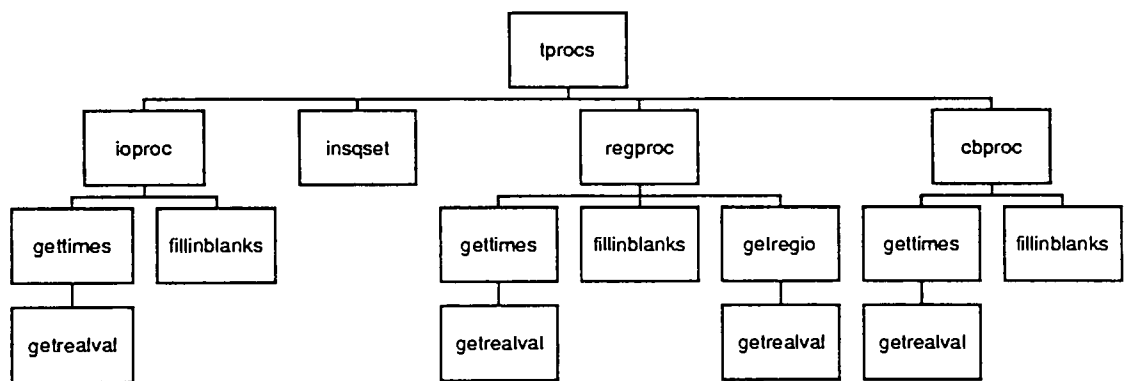 tprocs
ioproc
insqset
regproc
cbproc
gettimes
fillinblanks
gettimes
fillinblanks
getregio
gettimes
fillinblanks
getrealval
getrealval
getrealval
getrealval